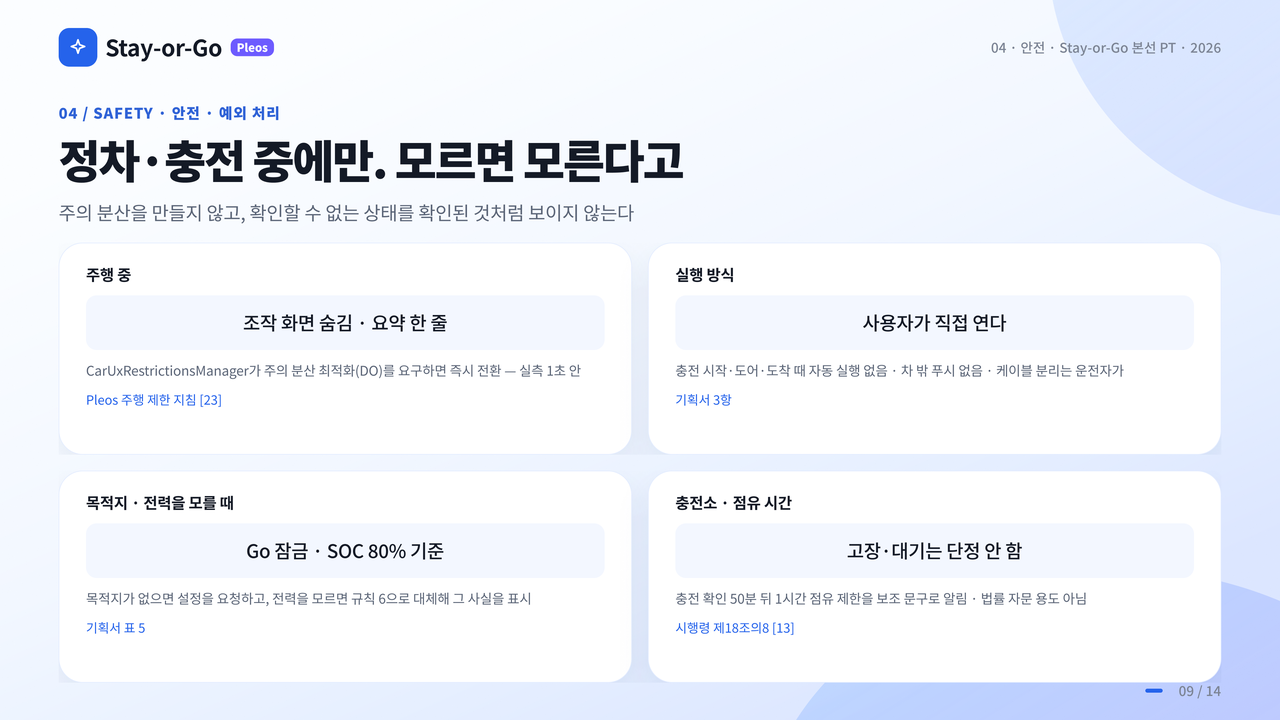 Stay-or-Go Pleos
04 · 안전 · Stay-or-Go 본선 PT · 2026
04 / SAFETY · 안전 · 예외 처리
정차·충전 중에만. 모르면 모른다고
주의 분산을 만들지 않고, 확인할 수 없는 상태를 확인된 것처럼 보이지 않는다
주행 중
조작 화면 숨김 · 요약 한 줄
CarUxRestrictionsManager가 주의 분산 최적화(DO)를 요구하면 즉시 전환 — 실측 1초 안
Pleos 주행 제한 지침 [23]
실행 방식
사용자가 직접 연다
충전 시작·도어·도착 때 자동 실행 없음 · 차 밖 푸시 없음 · 케이블 분리는 운전자가
기획서 3항
목적지 · 전력을 모를 때
Go 잠금 · SOC 80% 기준
목적지가 없으면 설정을 요청하고, 전력을 모르면 규칙 6으로 대체해 그 사실을 표시
기획서 표 5
충전소 · 점유 시간
고장·대기는 단정 안 함
충전 확인 50분 뒤 1시간 점유 제한을 보조 문구로 알림 · 법률 자문 용도 아님
시행령 제18조의8 [13]
09 / 14